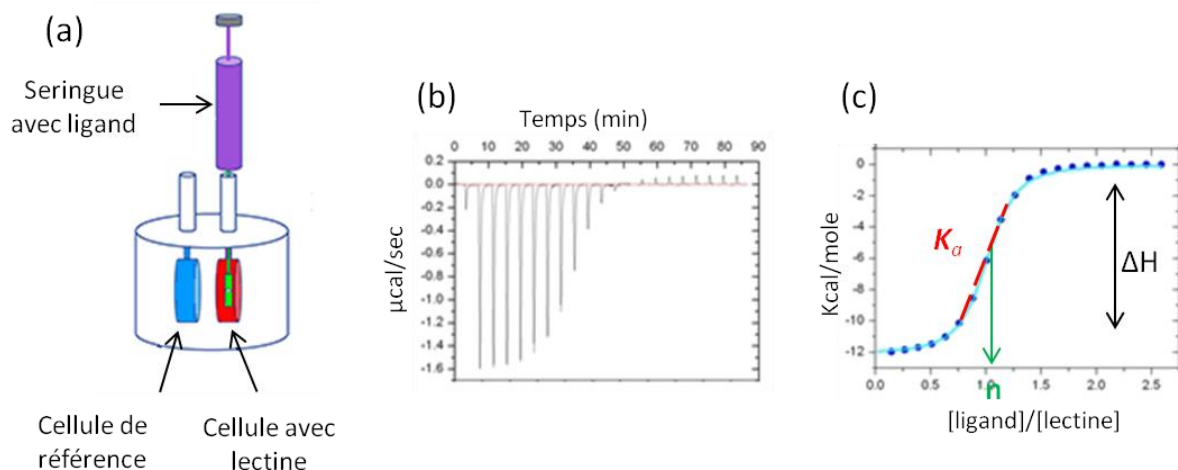 (a)
Seringue
avec ligand
Cellule de
référence
Cellule avec
lectine
(b)
Temps (min)
0 10 20 30 40 50 60 70 80 90
0.2
0.0
-0.2
-0.4
-0.6
-0.8
-1.0
-1.2
-1.4
-1.6
µcal/sec
(c)
0
-2
-4
-6
-8
-10
-12
Kcal/mole
Ka
ΔH
n
0.0 0.5 1.0 1.5 2.0 2.5
[ligand]/[lectine]